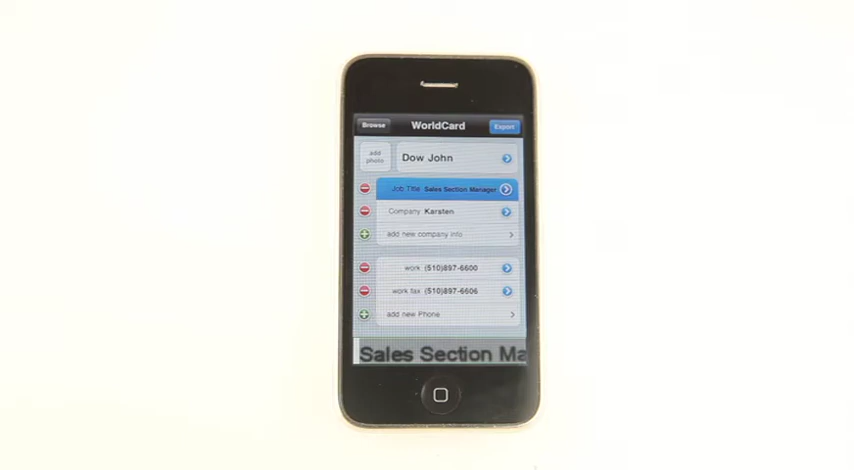 Browse WorldCard Export
add photo Dow John
Job Title Sales Section Manager
Company Karsten
add new company info
work (510)897-6600
work fax (510)897-6606
add new Phone
Sales Section Ma